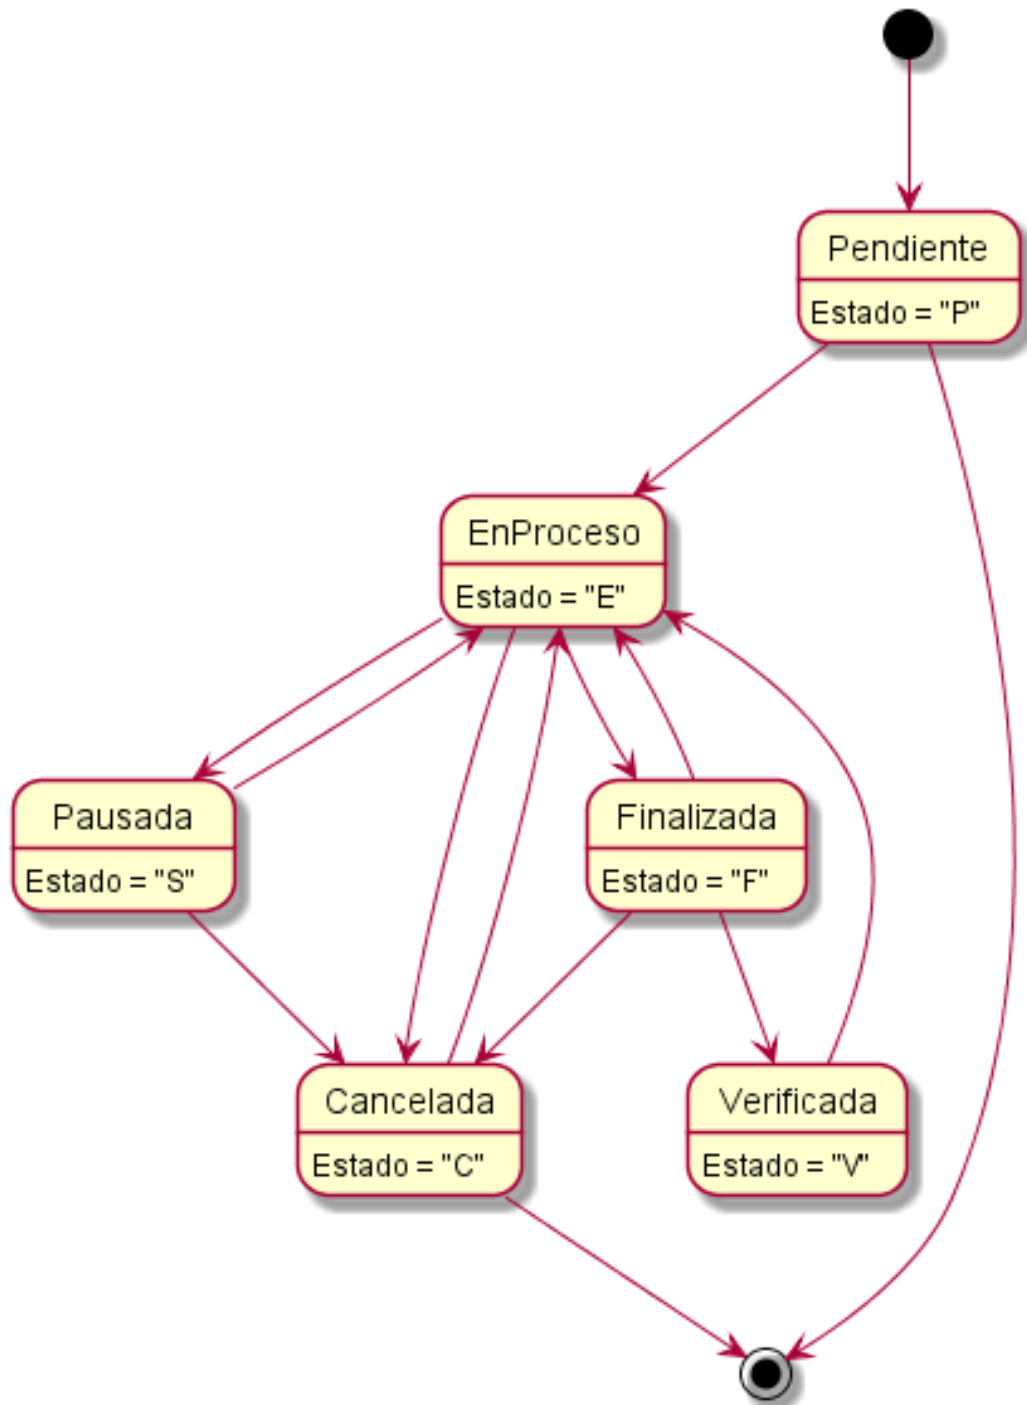 Pendiente
Estado = "P"
EnProceso
Estado = "E"
Pausada
Estado = "S"
Finalizada
Estado = "F"
Cancelada
Estado = "C"
Verificada
Estado = "V"